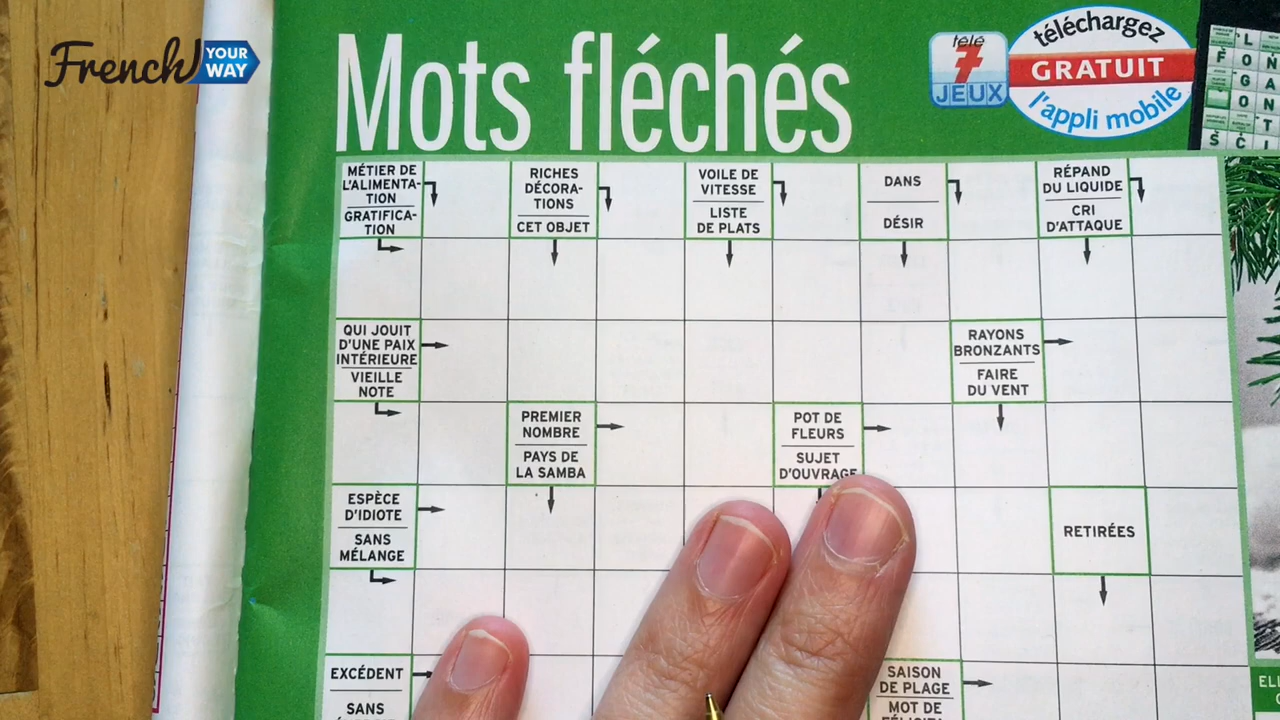 French YOUR WAY
Mots fléchés
télé
7
JEUX
téléchargez
GRATUIT
l'appli mobile
MÉTIER DE
L'ALIMENTA-
TION
GRATIFICA-
TION
RICHES
DÉCORA-
TIONS
CET OBJET
VOILE DE
VITESSE
LISTE
DE PLATS
DANS
DÉSIR
RÉPAND
DU LIQUIDE
CRI
D'ATTAQUE
QUI JOUIT
D'UNE PAIX
INTÉRIEURE
VIEILLE
NOTE
RAYONS
BRONZANTS
FAIRE
DU VENT
PREMIER
NOMBRE
PAYS DE
LA SAMBA
POT DE
FLEURS
SUJET
D'OUVRAGE
ESPÈCE
D'IDIOTE
SANS
MÉLANGE
RETIRÉES
EXCÉDENT
SANS
SAISON
DE PLAGE
MOT DE